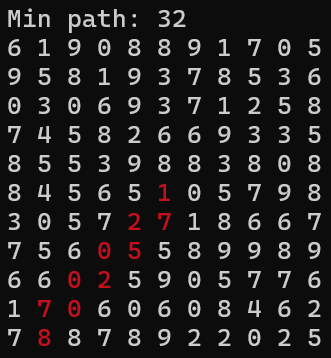 Min path: 32
6 1 9 0 8 8 9 1 7 0 5
9 5 8 1 9 3 7 8 5 3 6
0 3 0 6 9 3 7 1 2 5 8
7 4 5 8 2 6 6 9 3 3 5
8 5 5 3 9 8 8 3 8 0 8
8 4 5 6 5 1 0 5 7 9 8
3 0 5 7 2 7 1 8 6 6 7
7 5 6 0 5 5 8 9 9 8 9
6 6 0 2 5 9 0 5 7 7 6
1 7 0 6 0 6 0 8 4 6 2
7 8 8 7 8 9 2 2 0 2 5